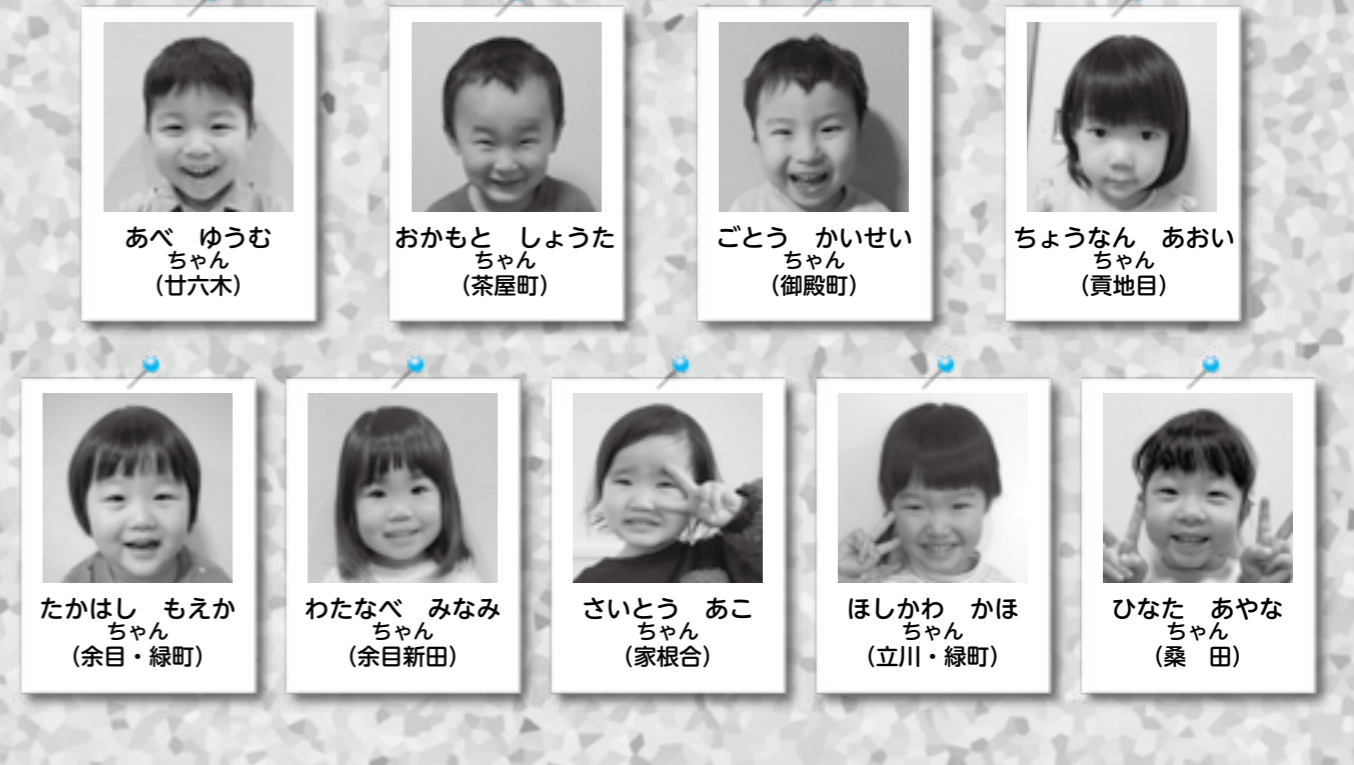 あべ　ゆうむ
ちゃん
（廿六木）
おかもと　しょうた
ちゃん
（茶屋町）
ごとう　かいせい
ちゃん
（御殿町）
ちょうなん　あおい
ちゃん
（貢地目）
たかはし　もえか
ちゃん
（余目・緑町）
わたなべ　みなみ
ちゃん
（余目新田）
さいとう　あこ
ちゃん
（家根合）
ほしかわ　かほ
ちゃん
（立川・緑町）
ひなた　あやな
ちゃん
（桑　田）